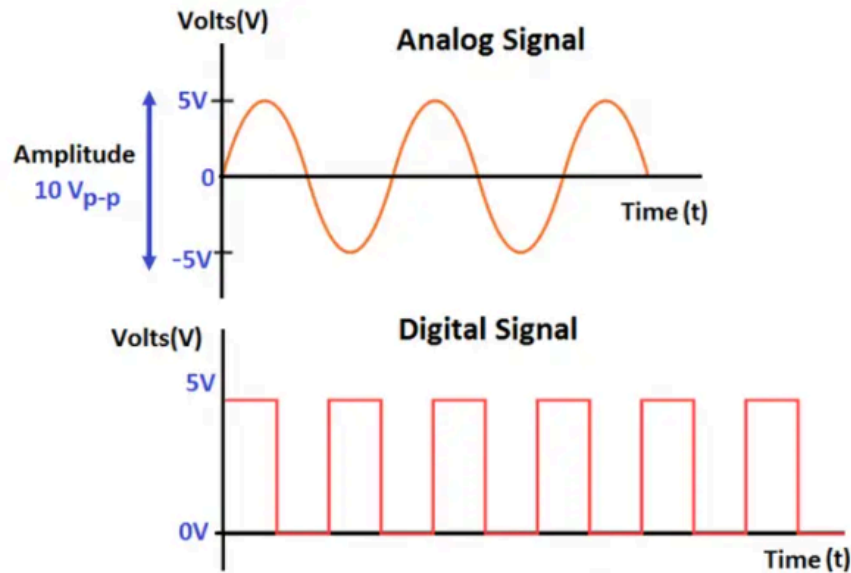 Volts(V)
Analog Signal
5V
Amplitude
10 Vp-p
0
Time (t)
-5V
Digital Signal
Volts(V)
5V
0V
Time (t)